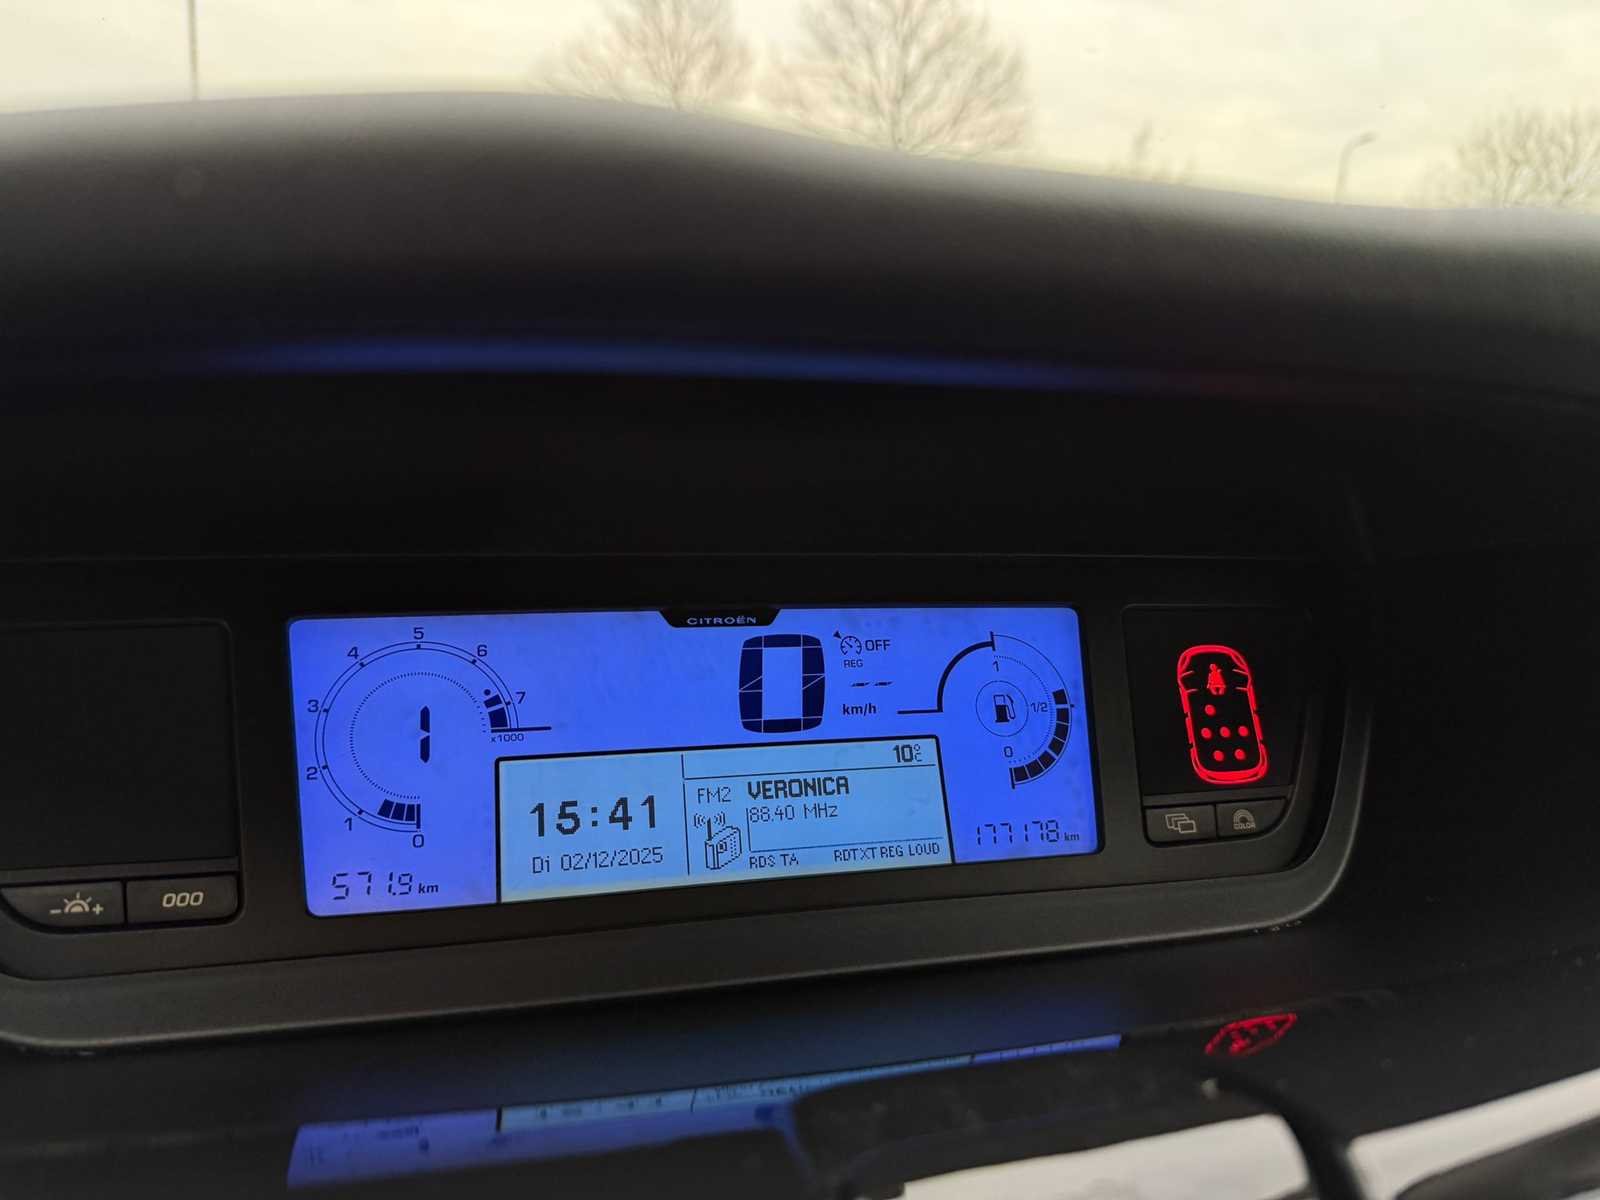 CITROËN
5
4
6
3
7
x1000
2
1
0
1
0
OFF
REG
-- --
km/h
1
1/2
0
10°C
15:41
Di 02/12/2025
FM2
VERONICA
88.40 MHz
RDS TA
RDTXT REG LOUD
571.9 km
177178 km
- +
000
COLOR